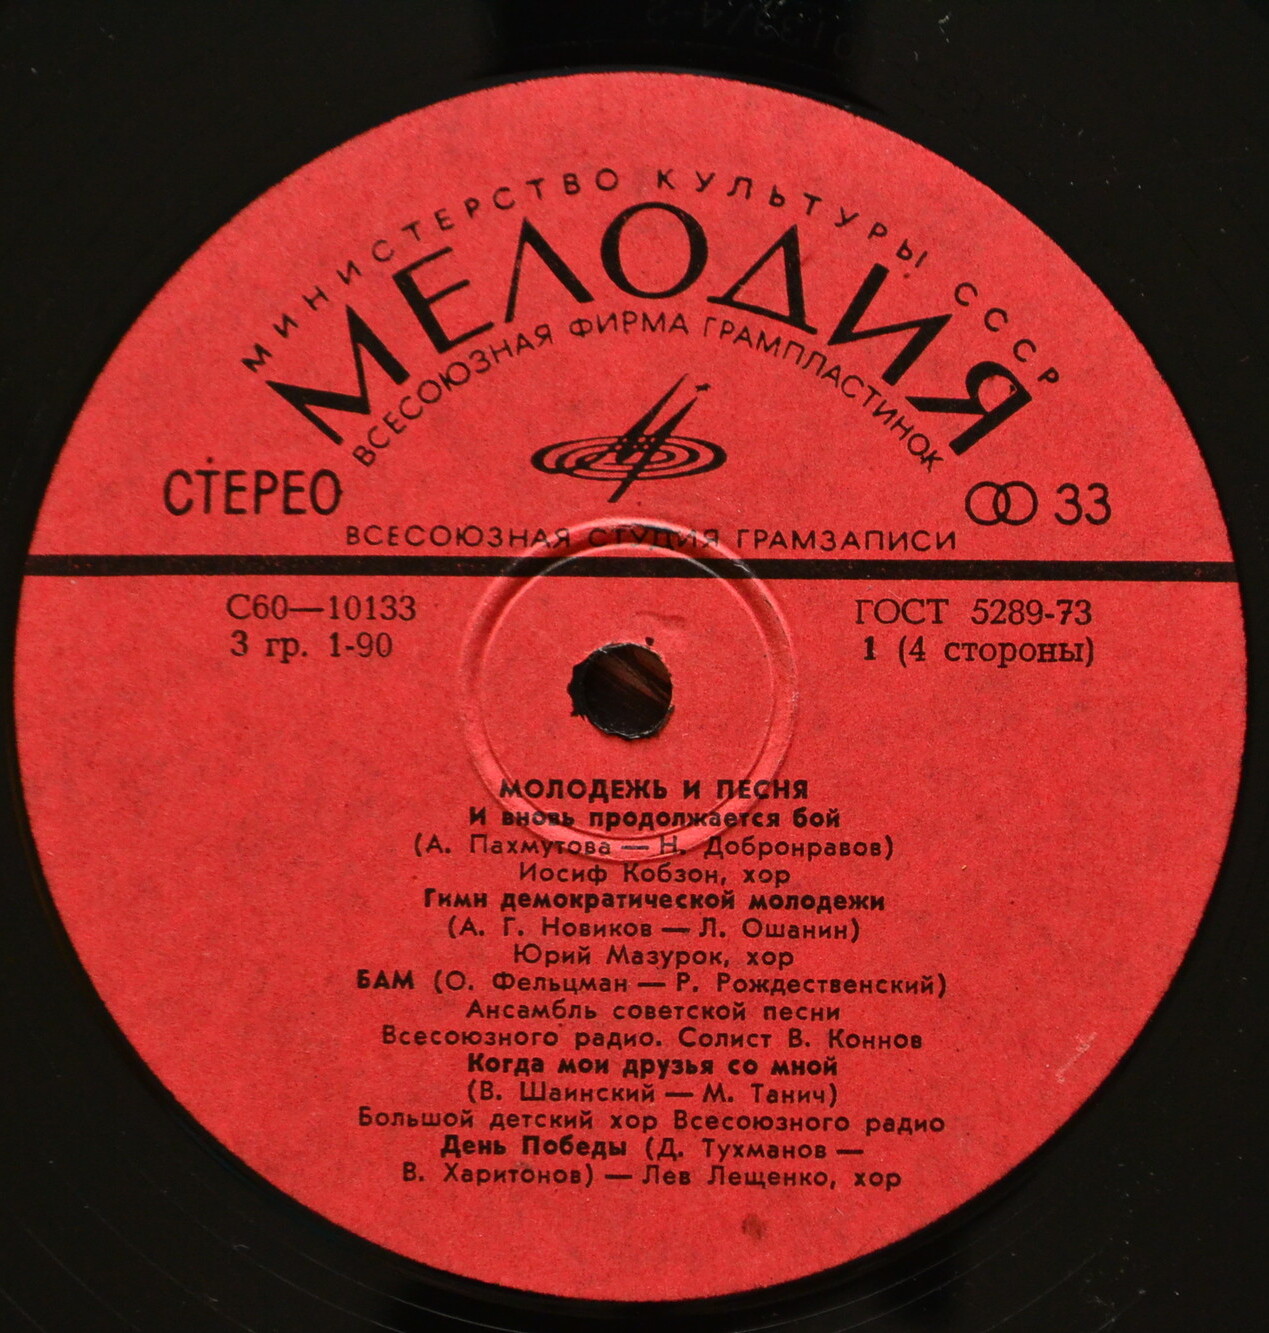 МИНИСТЕРСТВО КУЛЬТУРЫ СССР
МЕЛОДИЯ
ВСЕСОЮЗНАЯ ФИРМА ГРАМПЛАСТИНОК
СТЕРЕО
33
ВСЕСОЮЗНАЯ СТУДИЯ ГРАМЗАПИСИ
С60—10133
ГОСТ 5289-73
3 гр. 1-90
1 (4 стороны)
МОЛОДЕЖЬ И ПЕСНЯ
И вновь продолжается бой
(А. Пахмутова — Н. Добронравов)
Иосиф Кобзон, хор
Гимн демократической молодежи
(А. Г. Новиков — Л. Ошанин)
Юрий Мазурок, хор
БАМ (О. Фельцман — Р. Рождественский)
Ансамбль советской песни
Всесоюзного радио. Солист В. Коннов
Когда мои друзья со мной
(В. Шаинский — М. Танич)
Большой детский хор Всесоюзного радио
День Победы (Д. Тухманов —
В. Харитонов) — Лев Лещенко, хор